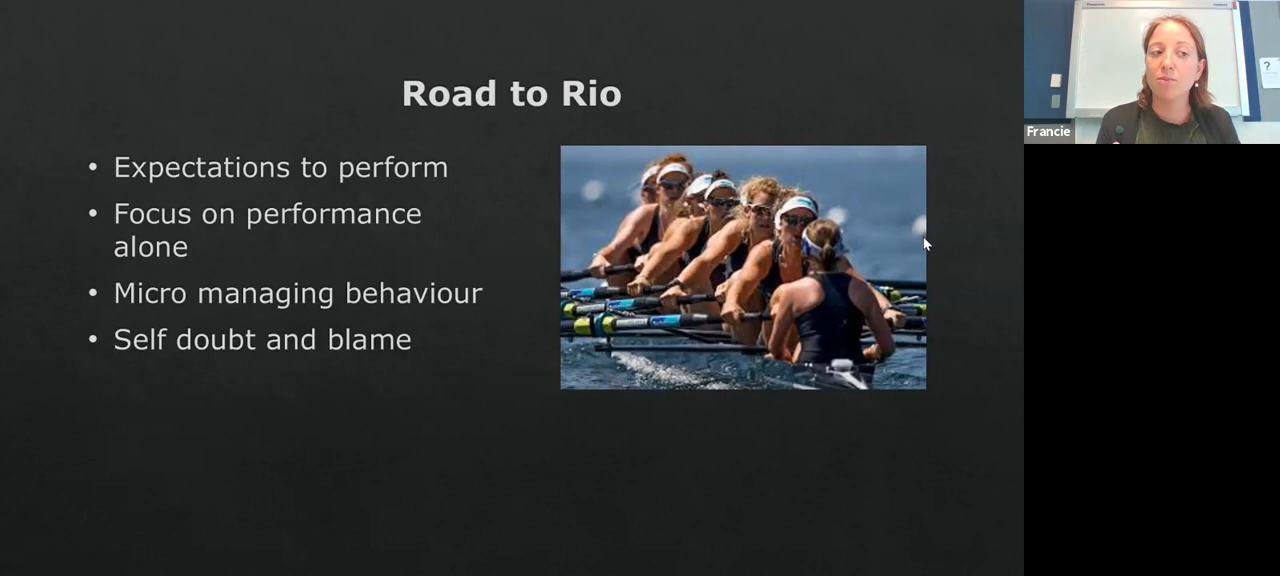 Road to Rio
• Expectations to perform
• Focus on performance
alone
• Micro managing behaviour
• Self doubt and blame
Francie
?